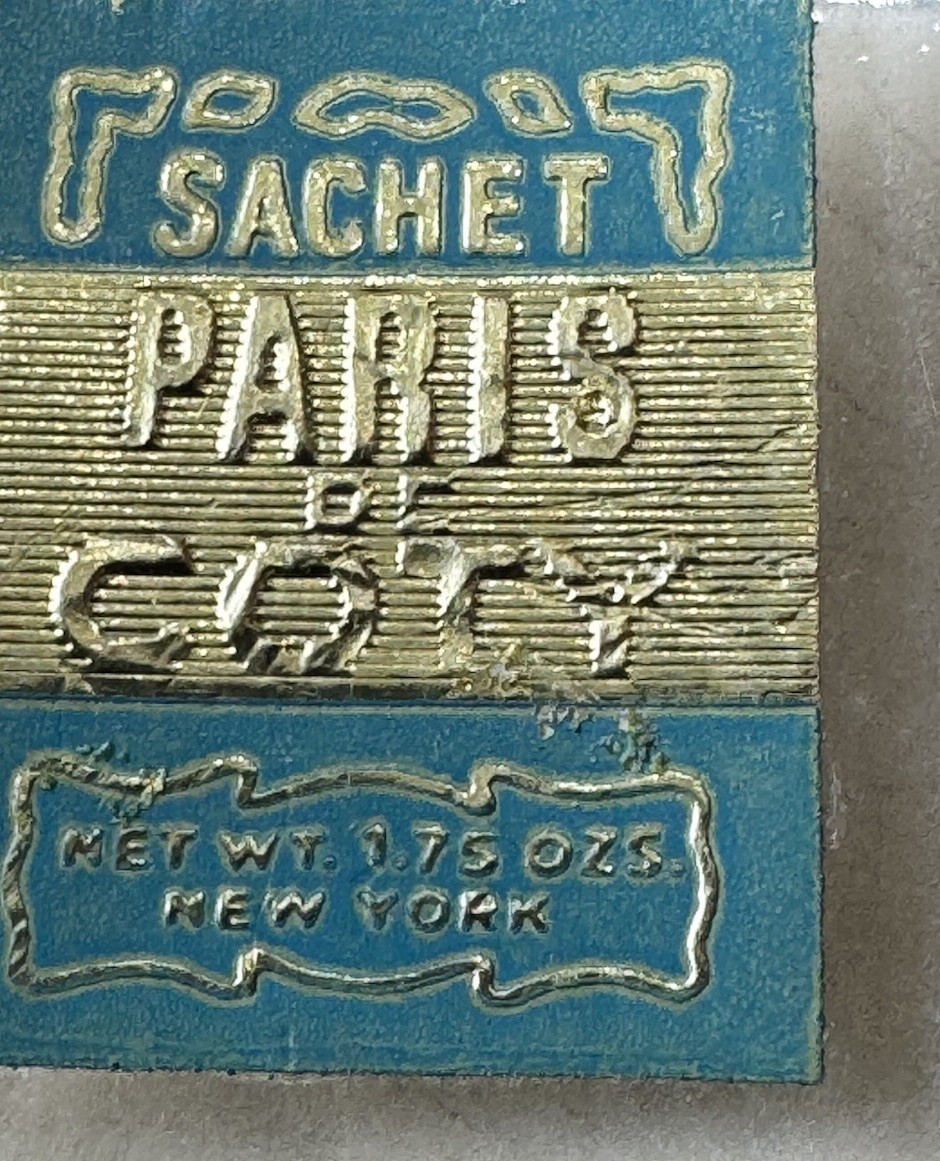 SACHET
PARIS
DE
COTY
NET WT. 1.75 OZS.
NEW YORK